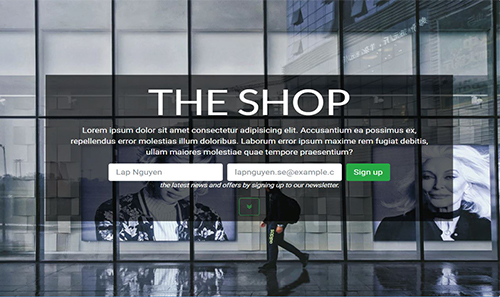 THE SHOP
Lorem ipsum dolor sit amet consectetur adipisicing elit. Accusantium ea possimus ex,
repellendus error molestias illum doloribus. Laborum error ipsum maxime rem fugiat debitis,
ullam maiores molestiae quae tempore praesentium?
Lap Nguyen
lapnguyen.se@example.c
Sign up
the latest news and offers by signing up to our newsletter.